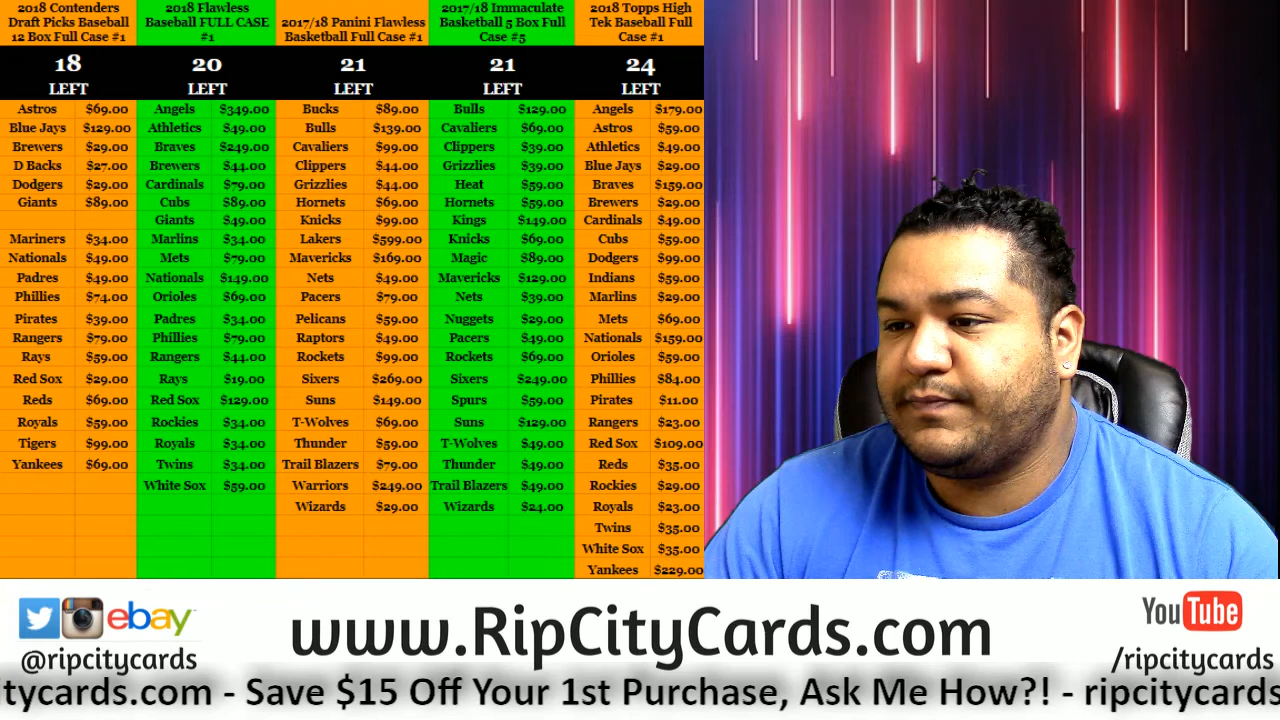 2018 Contenders
Draft Picks Baseball
12 Box Full Case #1
18
LEFT
Astros $69.00
Blue Jays $129.00
Brewers $29.00
D Backs $27.00
Dodgers $29.00
Giants $89.00
Mariners $34.00
Nationals $49.00
Padres $49.00
Phillies $74.00
Pirates $39.00
Rangers $79.00
Rays $59.00
Red Sox $29.00
Reds $69.00
Royals $59.00
Tigers $99.00
Yankees $69.00
2018 Flawless
Baseball FULL CASE
#1
20
LEFT
Angels $349.00
Athletics $49.00
Braves $249.00
Brewers $44.00
Cardinals $79.00
Cubs $89.00
Giants $49.00
Marlins $34.00
Mets $79.00
Nationals $149.00
Orioles $69.00
Padres $34.00
Phillies $79.00
Rangers $44.00
Rays $19.00
Red Sox $129.00
Rockies $34.00
Royals $34.00
Twins $34.00
White Sox $59.00
2017/18 Panini Flawless
Basketball Full Case #1
21
LEFT
Bucks $89.00
Bulls $139.00
Cavaliers $99.00
Clippers $44.00
Grizzlies $44.00
Hornets $69.00
Knicks $99.00
Lakers $599.00
Mavericks $169.00
Nets $49.00
Pacers $79.00
Pelicans $59.00
Raptors $49.00
Rockets $99.00
Sixers $269.00
Suns $149.00
T-Wolves $69.00
Thunder $59.00
Trail Blazers $79.00
Warriors $249.00
Wizards $29.00
2017/18 Immaculate
Basketball 5 Box Full
Case #5
21
LEFT
Bulls $129.00
Cavaliers $69.00
Clippers $39.00
Grizzlies $39.00
Heat $59.00
Hornets $59.00
Kings $149.00
Knicks $69.00
Magic $89.00
Mavericks $129.00
Nets $39.00
Nuggets $29.00
Pacers $49.00
Rockets $69.00
Sixers $249.00
Spurs $59.00
Suns $129.00
T-Wolves $49.00
Thunder $49.00
Trail Blazers $49.00
Wizards $24.00
2018 Topps High
Tek Baseball Full
Case #1
24
LEFT
Angels $179.00
Astros $59.00
Athletics $49.00
Blue Jays $29.00
Braves $159.00
Brewers $29.00
Cardinals $49.00
Cubs $59.00
Dodgers $99.00
Indians $59.00
Marlins $29.00
Mets $69.00
Nationals $159.00
Orioles $59.00
Phillies $84.00
Pirates $11.00
Rangers $23.00
Red Sox $109.00
Reds $35.00
Rockies $29.00
Royals $23.00
Twins $35.00
White Sox $35.00
Yankees $229.00
ebay
@ripcitycards
www.RipCityCards.com
YouTube
/ripcitycards
citycards.com - Save $15 Off Your 1st Purchase, Ask Me How?! - ripcitycards